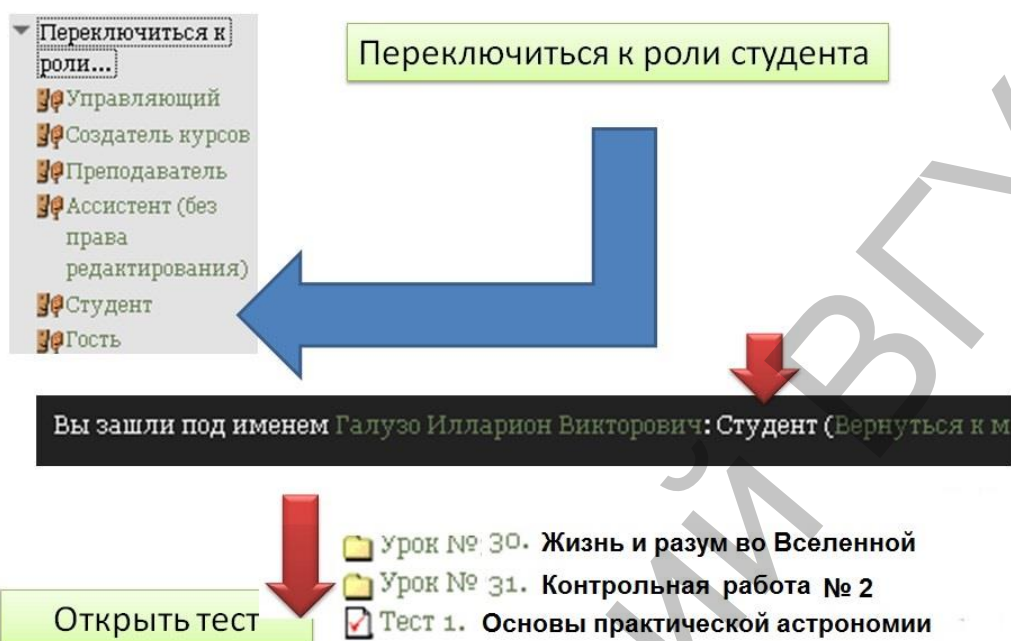 Переключиться к
роли...
Управляющий
Создатель курсов
Преподаватель
Ассистент (без
права
редактирования)
Студент
Гость
Переключиться к роли студента
Вы зашли под именем Галузо Илларион Викторович: Студент (Вернуться к м
Урок № 30. Жизнь и разум во Вселенной
Урок № 31. Контрольная работа № 2
Тест 1. Основы практической астрономии
Открыть тест
ИЙ ВГУ